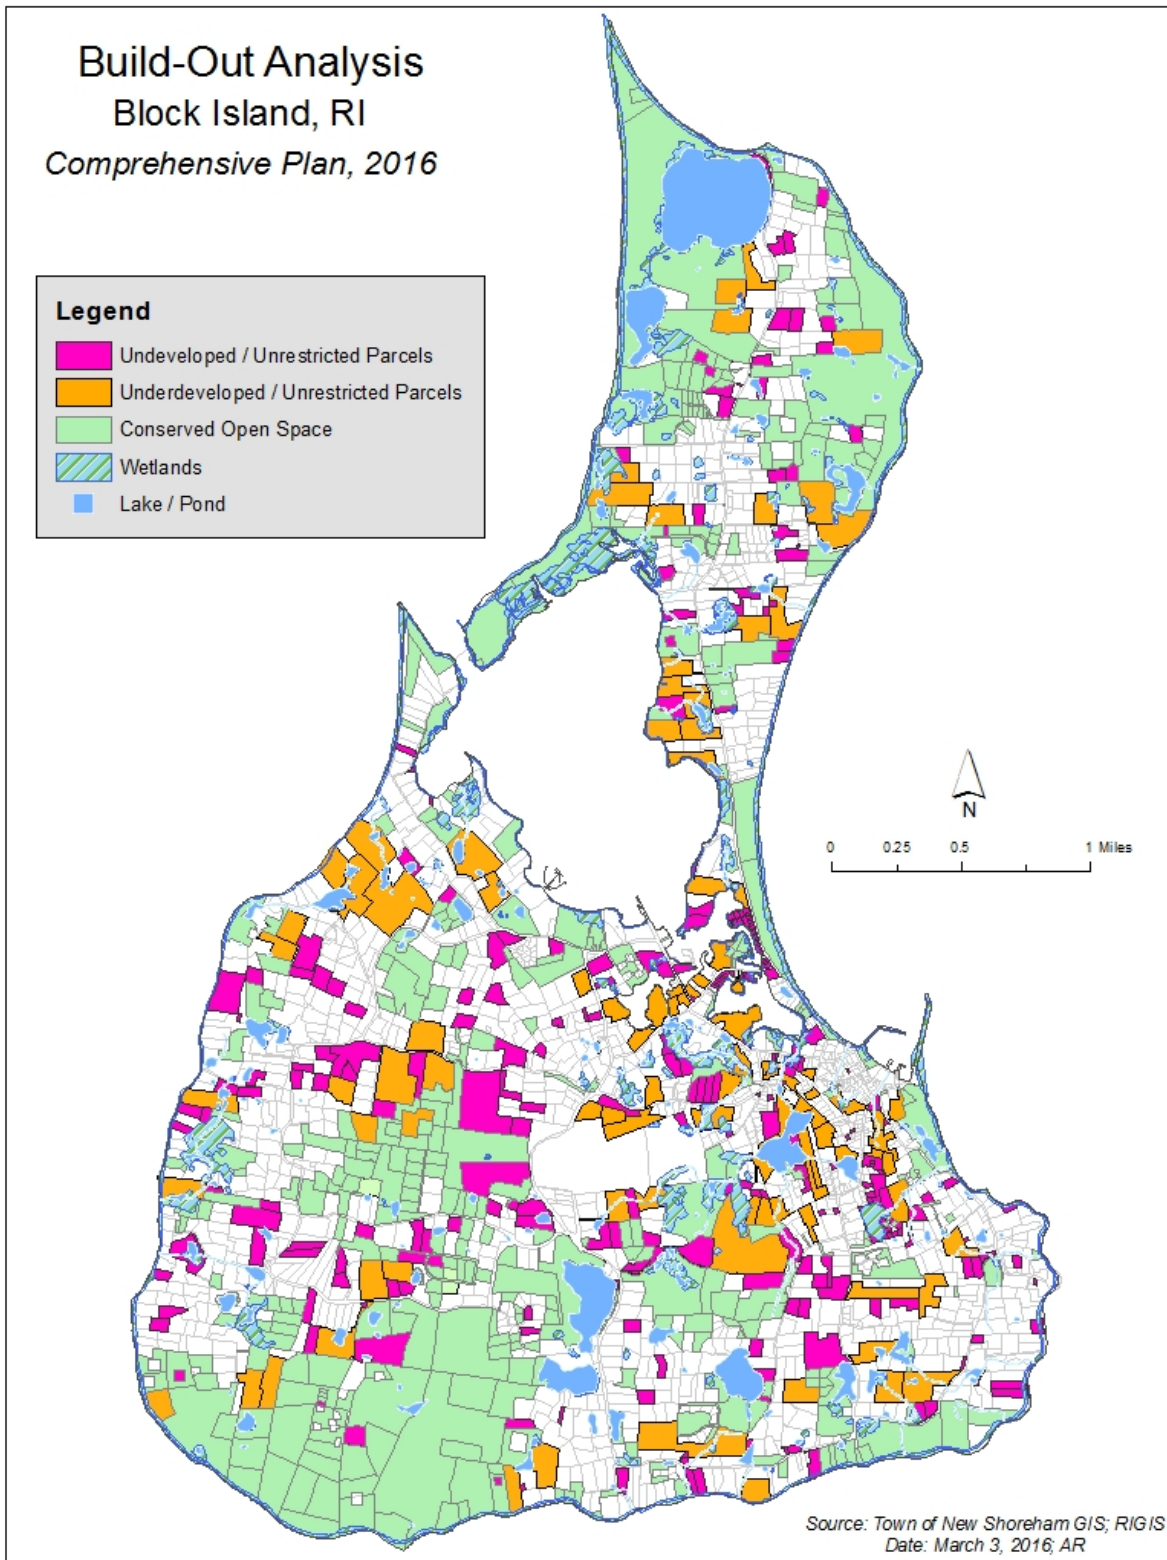 Build-Out Analysis
Block Island, RI
Comprehensive Plan, 2016
Legend
Undeveloped / Unrestricted Parcels
Underdeveloped / Unrestricted Parcels
Conserved Open Space
Wetlands
Lake / Pond
N
0 0.25 0.5 1 Miles
Source: Town of New Shoreham GIS; RIGIS
Date: March 3, 2016; AR